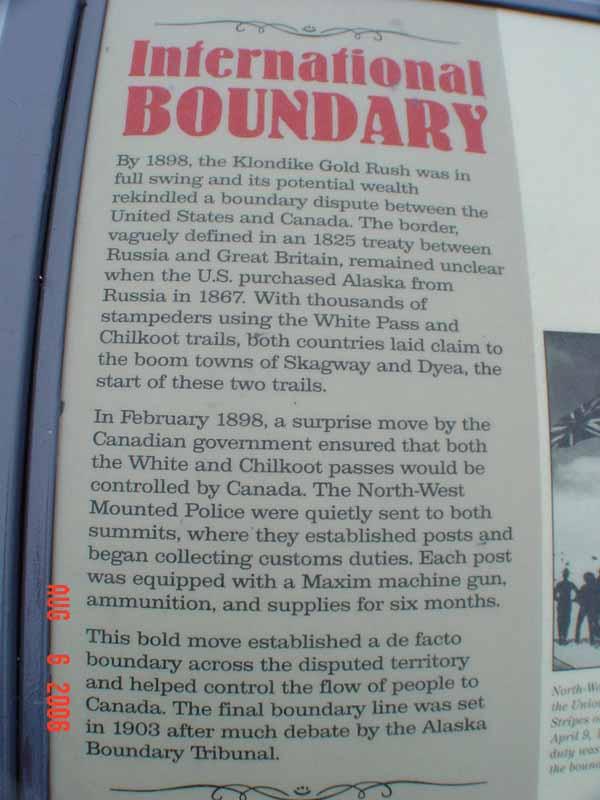 International
BOUNDARY
By 1898, the Klondike Gold Rush was in
full swing and its potential wealth
rekindled a boundary dispute between the
United States and Canada. The border,
vaguely defined in an 1825 treaty between
Russia and Great Britain, remained unclear
when the U.S. purchased Alaska from
Russia in 1867. With thousands of
stampeders using the White Pass and
Chilkoot trails, both countries laid claim to
the boom towns of Skagway and Dyea, the
start of these two trails.
In February 1898, a surprise move by the
Canadian government ensured that both
the White and Chilkoot passes would be
controlled by Canada. The North-West
Mounted Police were quietly sent to both
summits, where they established posts and
began collecting customs duties. Each post
was equipped with a Maxim machine gun,
ammunition, and supplies for six months.
This bold move established a de facto
boundary across the disputed territory
and helped control the flow of people to
Canada. The final boundary line was set
in 1903 after much debate by the Alaska
Boundary Tribunal.
North-We
the Union
Stripes o
April 9, 1
duty was
the bound
AUG 6 2008